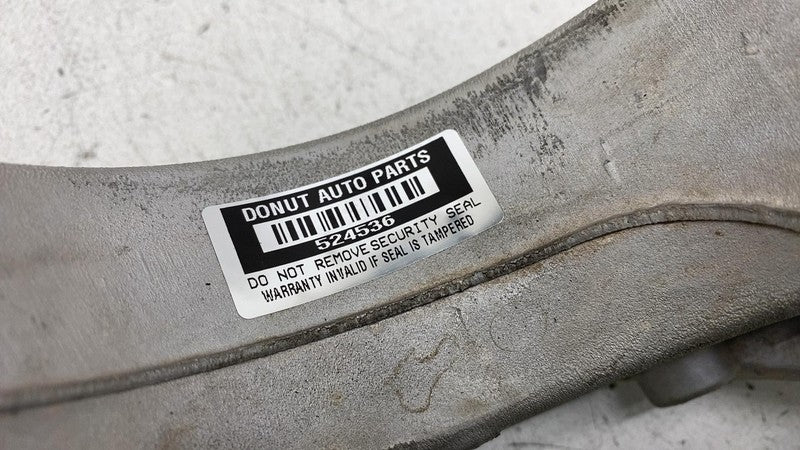 DONUT AUTO PARTS
524536
DO NOT REMOVE SECURITY SEAL
WARRANTY INVALID IF SEAL IS TAMPERED